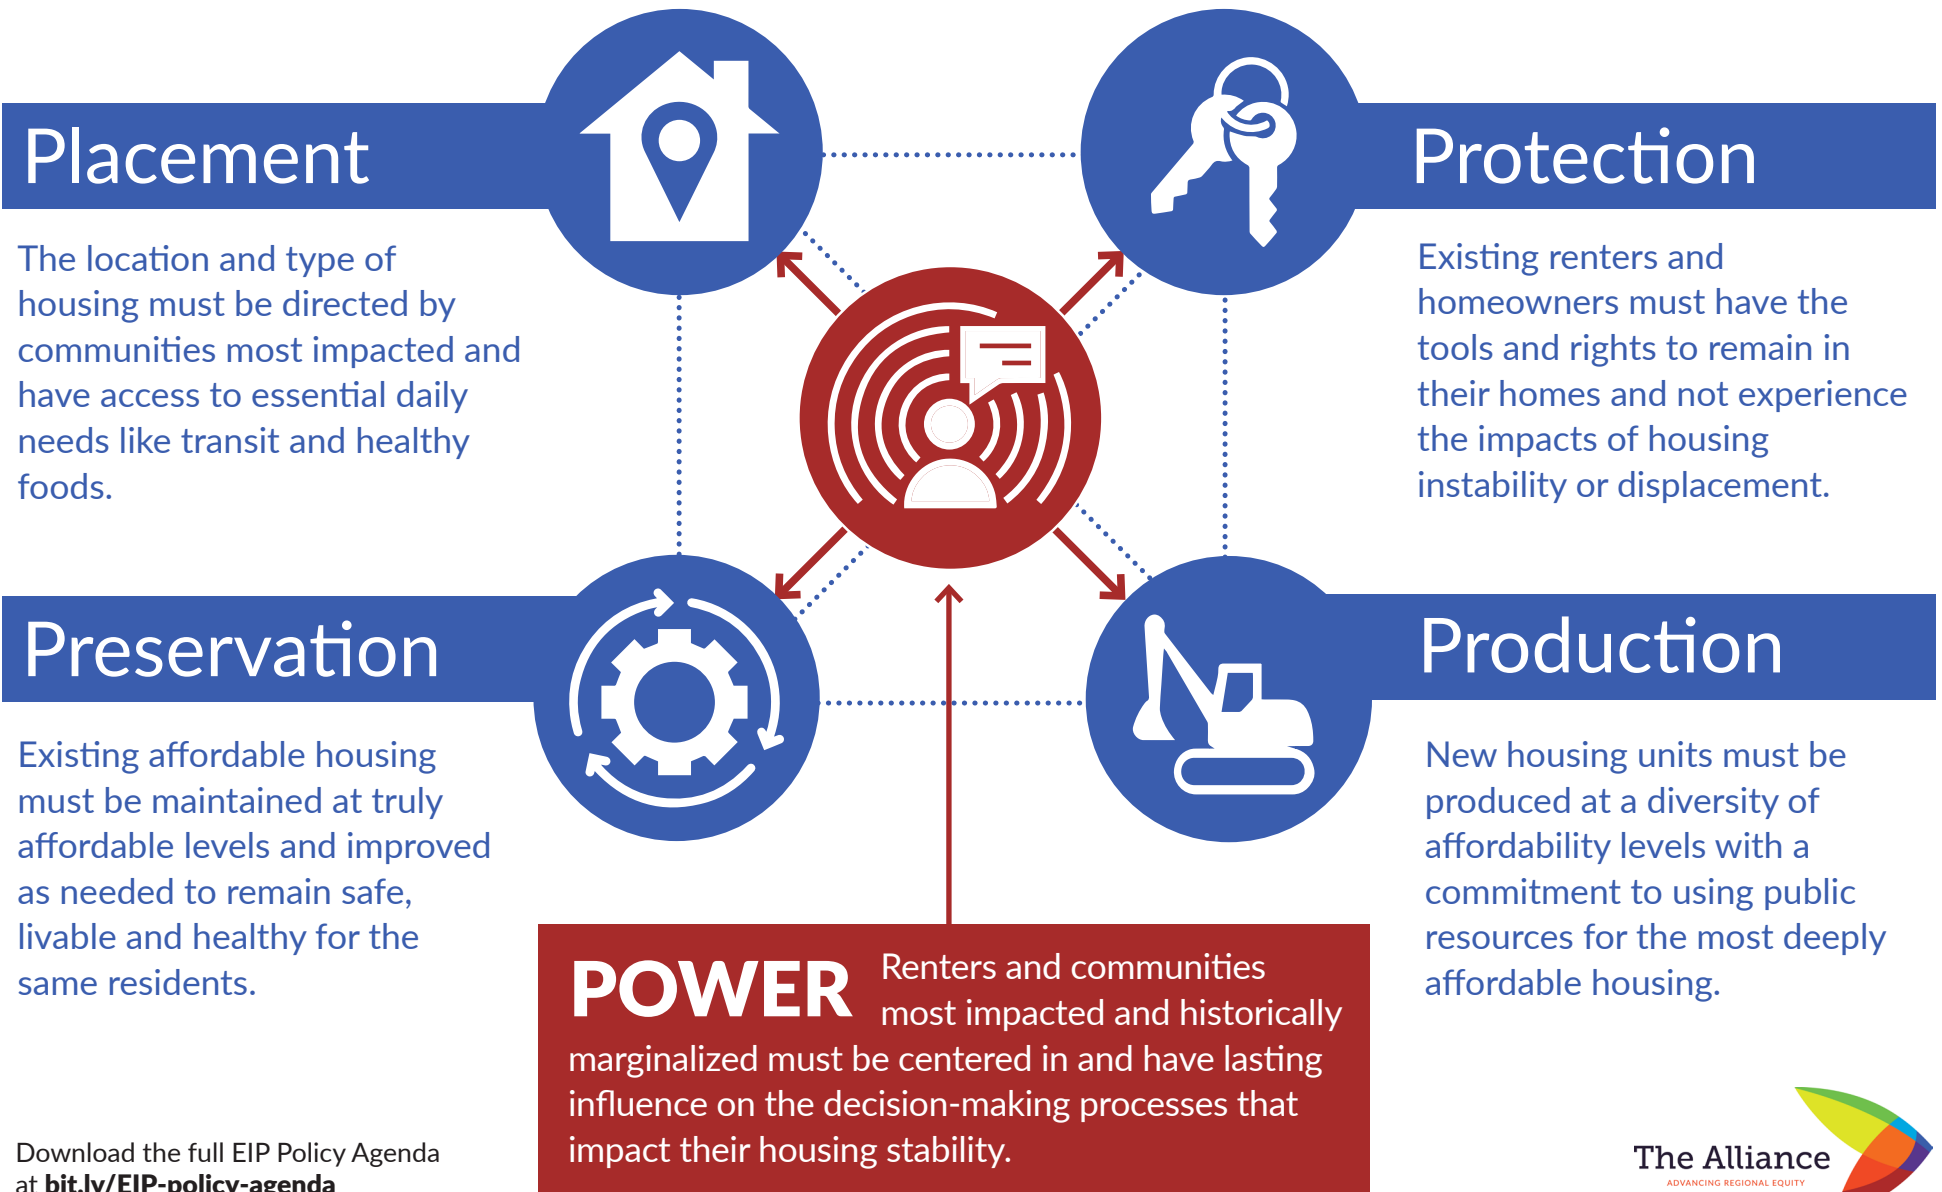 Placement
The location and type of
housing must be directed by
communities most impacted and
have access to essential daily
needs like transit and healthy
foods.
Protection
Existing renters and
homeowners must have the
tools and rights to remain in
their homes and not experience
the impacts of housing
instability or displacement.
Preservation
Existing affordable housing
must be maintained at truly
affordable levels and improved
as needed to remain safe,
livable and healthy for the
same residents.
Production
New housing units must be
produced at a diversity of
affordability levels with a
commitment to using public
resources for the most deeply
affordable housing.
POWER Renters and communities
most impacted and historically
marginalized must be centered in and have lasting
influence on the decision-making processes that
impact their housing stability.
Download the full EIP Policy Agenda
at bit.ly/EIP-policy-agenda
The Alliance
ADVANCING REGIONAL EQUITY